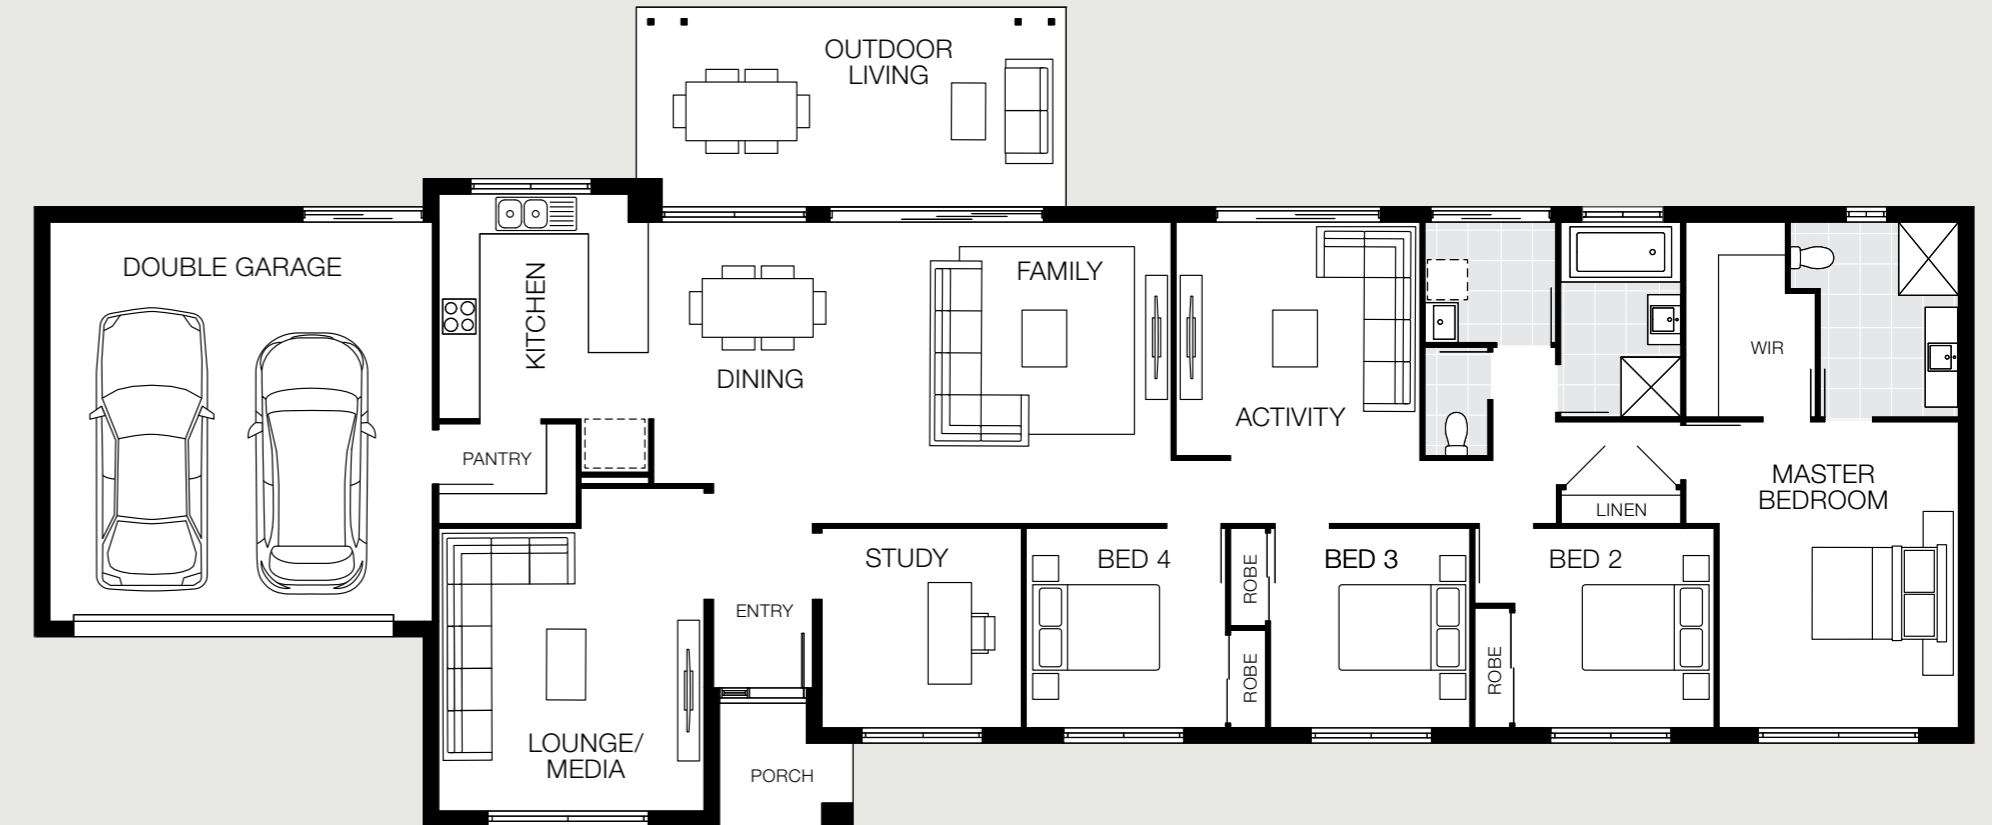 OUTDOOR
LIVING
DOUBLE GARAGE
KITCHEN
DINING
FAMILY
ACTIVITY
WIR
PANTRY
MASTER
BEDROOM
LINEN
STUDY
BED 4
ROBE
BED 3
BED 2
ENTRY
ROBE
ROBE
LOUNGE/
MEDIA
PORCH